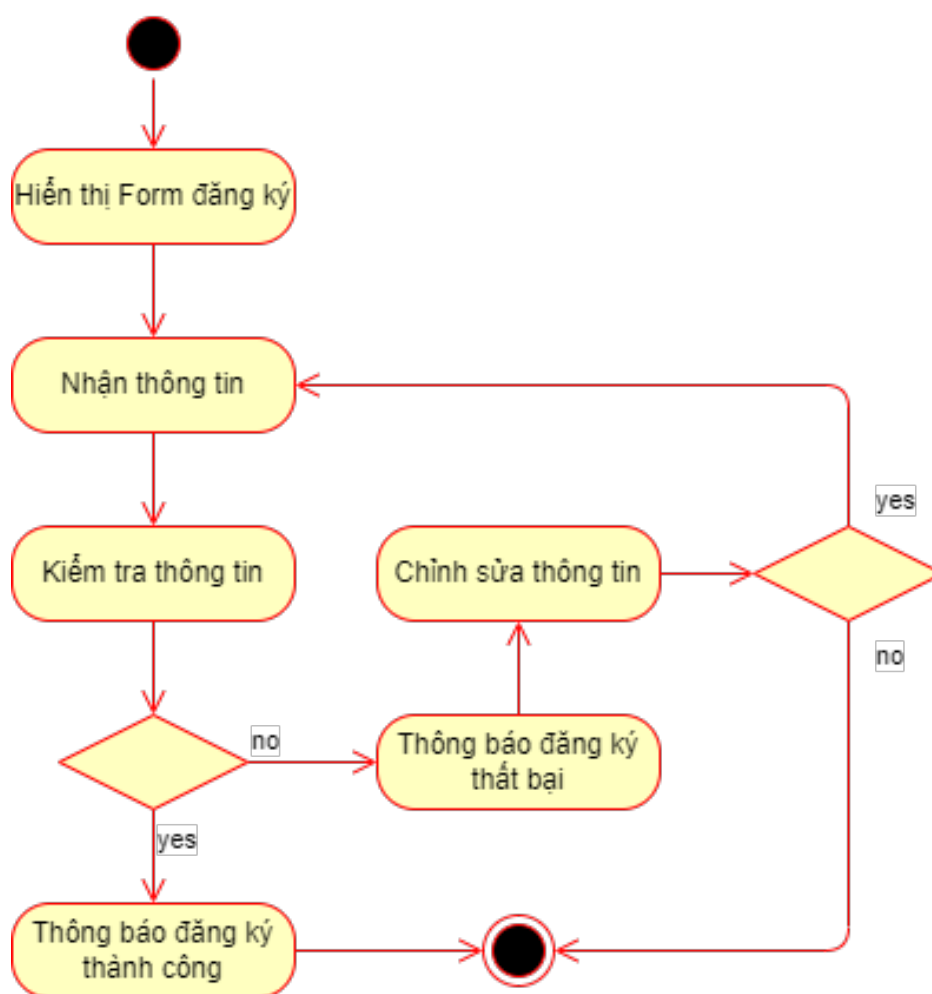 Hiển thị Form đăng ký
Nhận thông tin
yes
Kiểm tra thông tin
Chỉnh sửa thông tin
no
no
Thông báo đăng ký
thất bại
yes
Thông báo đăng ký
thành công